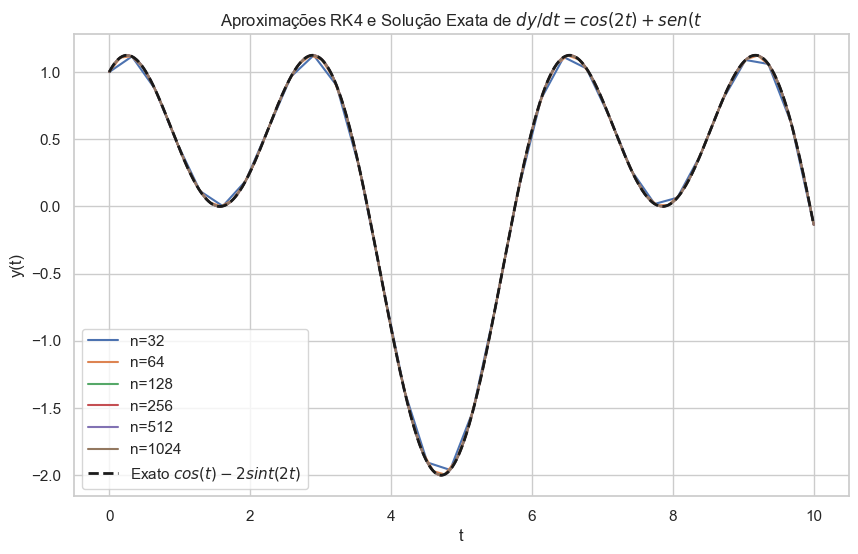 Aproximações RK4 e Solução Exata de dy/dt = cos(2t) + sen(t
y(t)
1.0
0.5
0.0
−0.5
−1.0
−1.5
−2.0
n=32
n=64
n=128
n=256
n=512
n=1024
Exato cos(t) − 2sint(2t)
0 2 4 6 8 10
t